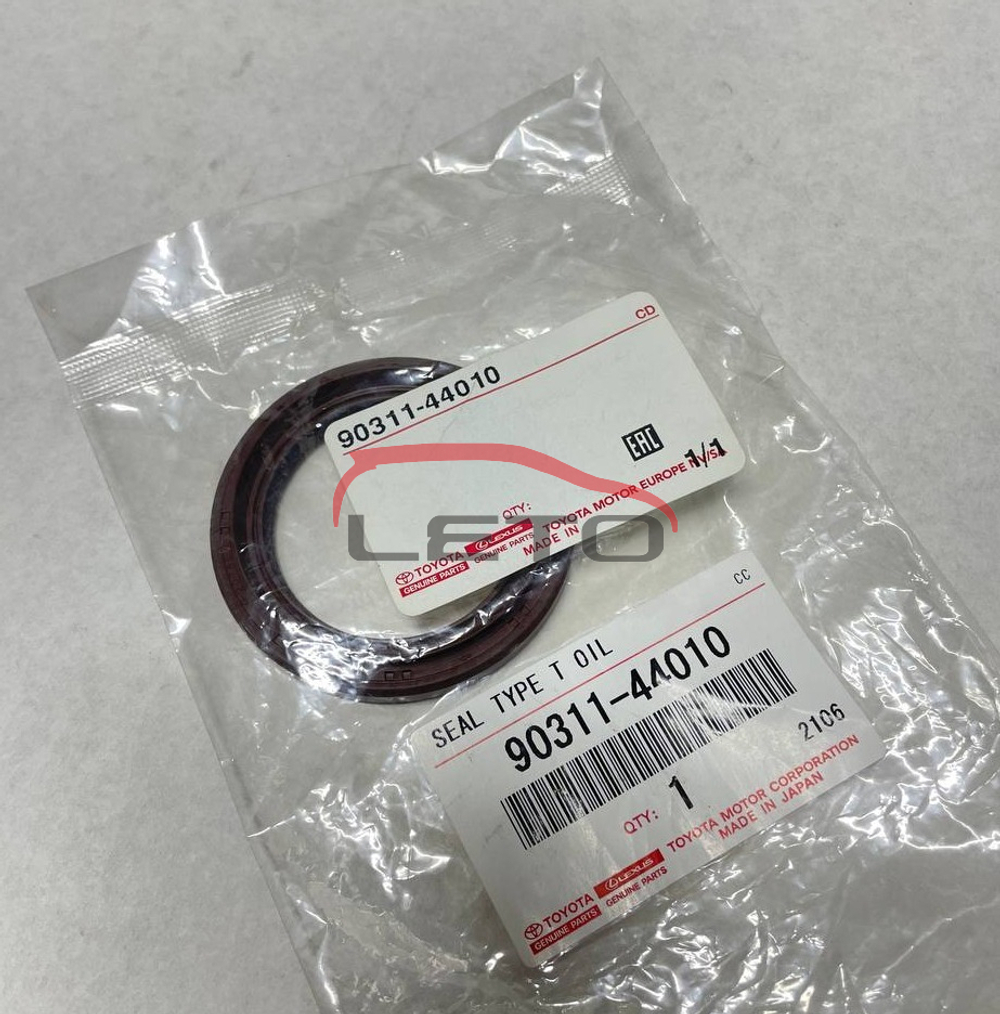 CD
90311-44010
EAC
1/1
QTY:
TOYOTA MOTOR EUROPE NV/SA
MADE IN
TOYOTA
GENUINE PARTS
LEXUS
GENUINE PARTS
LETO
CC
SEAL TYPE T OIL
90311-44010
2106
QTY: 1
TOYOTA MOTOR CORPORATION
MADE IN JAPAN
TOYOTA
GENUINE PARTS
LEXUS
GENUINE PARTS